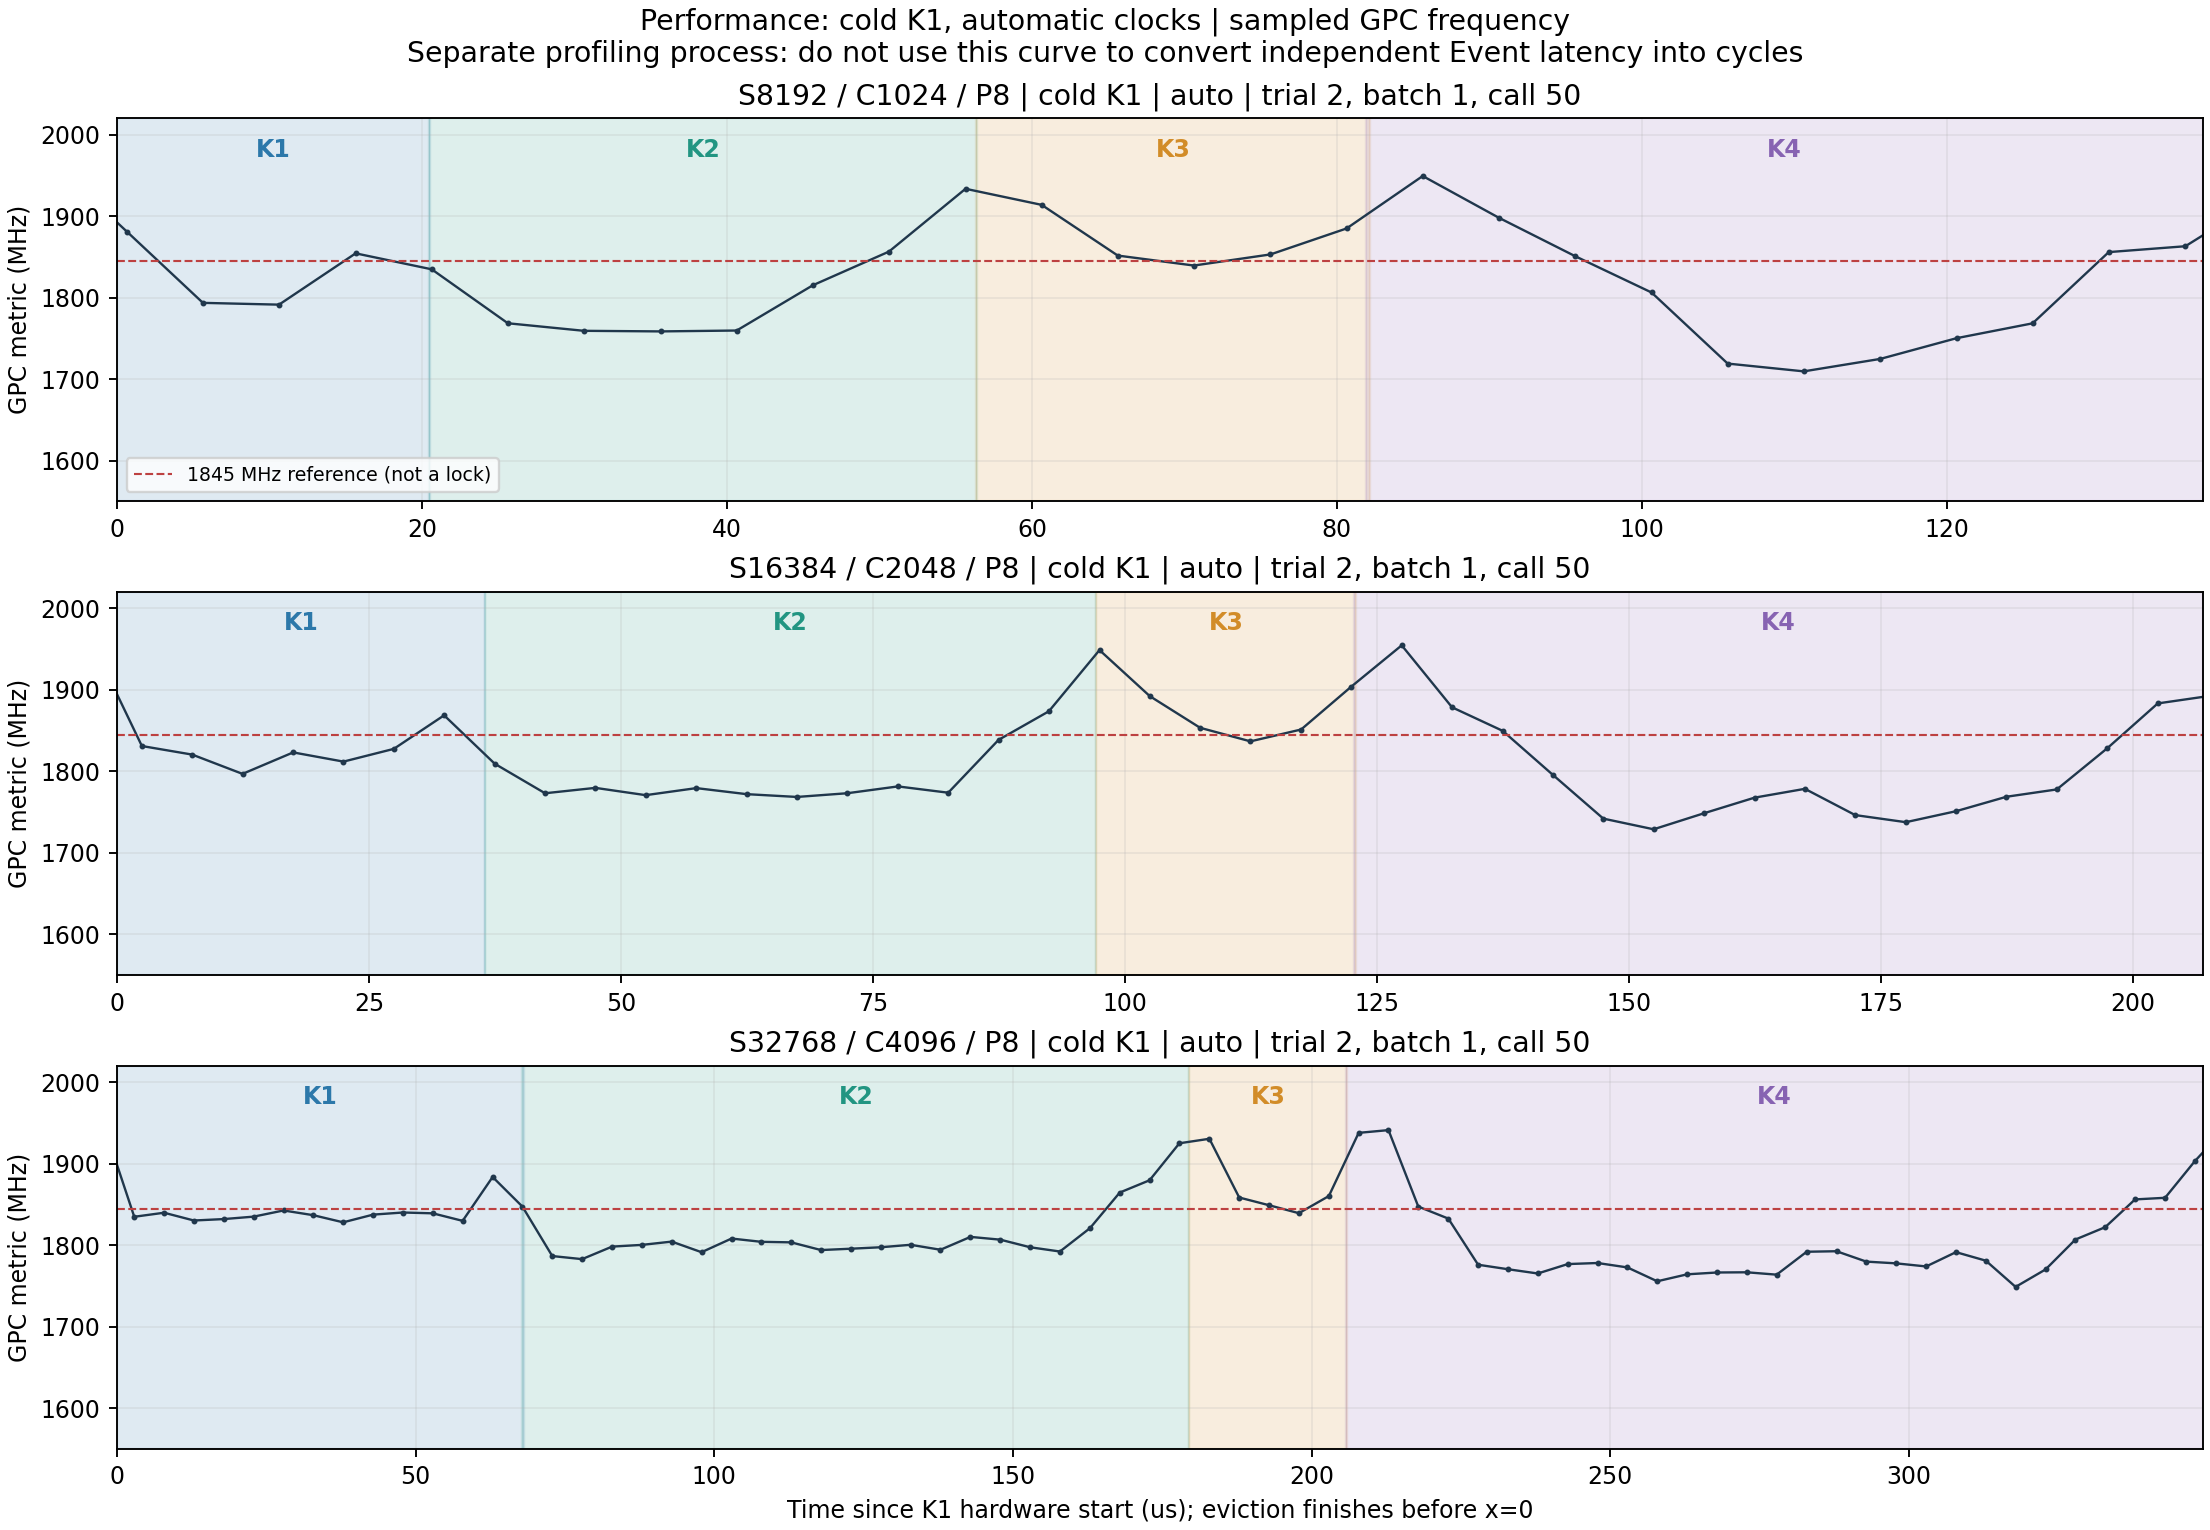 Performance: cold K1, automatic clocks | sampled GPC frequency
Separate profiling process: do not use this curve to convert independent Event latency into cycles
S8192 / C1024 / P8 | cold K1 | auto | trial 2, batch 1, call 50
GPC metric (MHz)
2000
1900
1800
1700
1600
K1
K2
K3
K4
1845 MHz reference (not a lock)
0 20 40 60 80 100 120
S16384 / C2048 / P8 | cold K1 | auto | trial 2, batch 1, call 50
GPC metric (MHz)
2000
1900
1800
1700
1600
K1
K2
K3
K4
0 25 50 75 100 125 150 175 200
S32768 / C4096 / P8 | cold K1 | auto | trial 2, batch 1, call 50
GPC metric (MHz)
2000
1900
1800
1700
1600
K1
K2
K3
K4
0 50 100 150 200 250 300
Time since K1 hardware start (us); eviction finishes before x=0